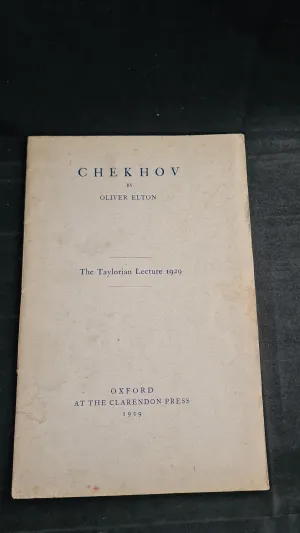 CHEKHOV
BY
OLIVER ELTON
The Taylorian Lecture 1929
OXFORD
AT THE CLARENDON PRESS
1929